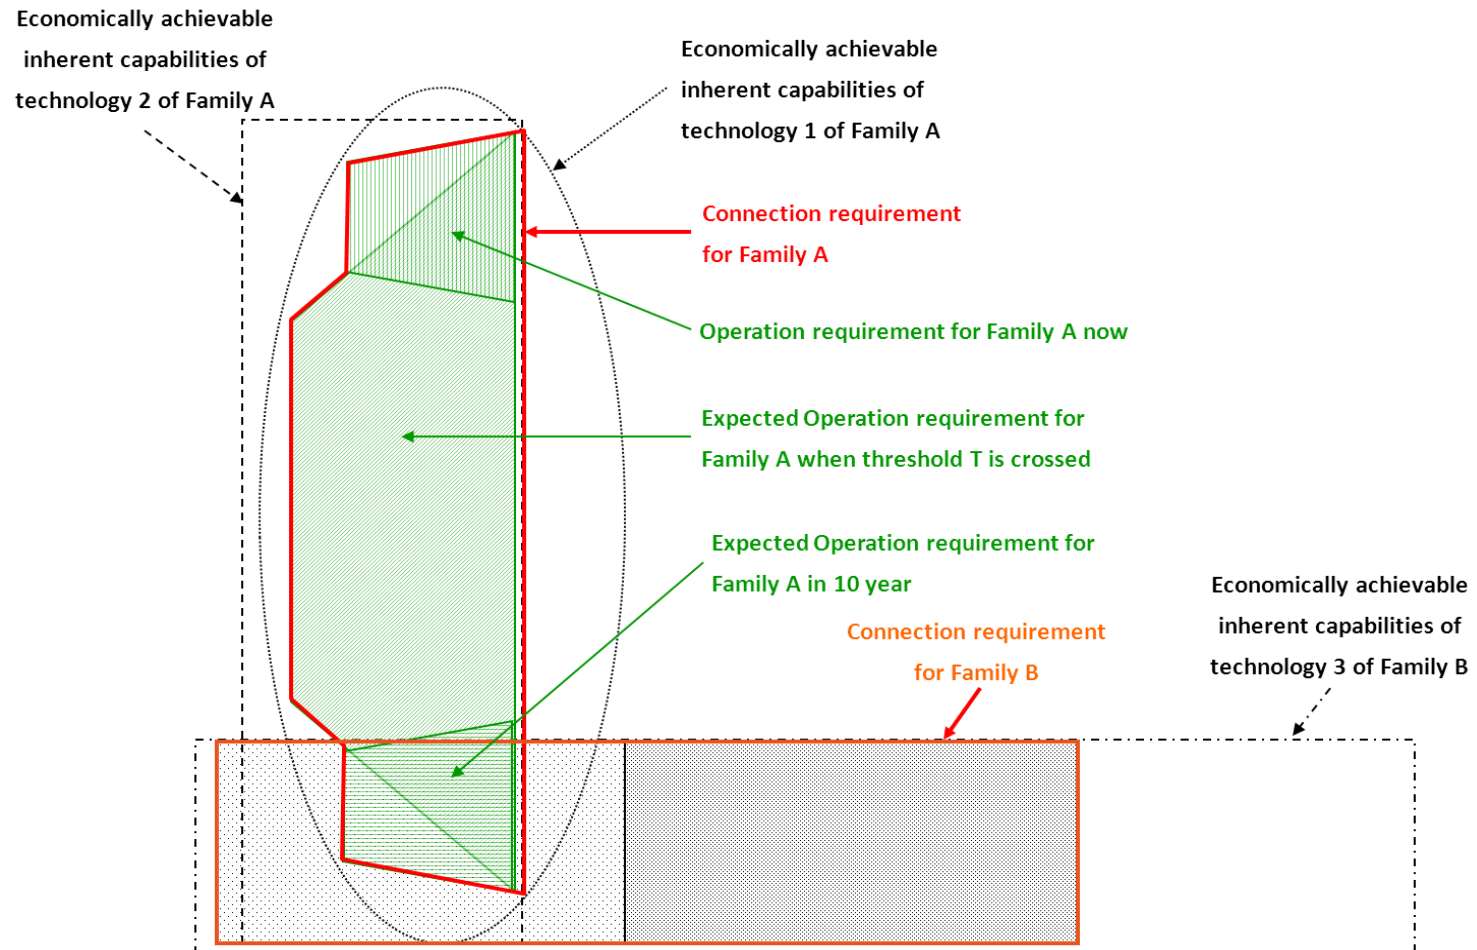 Economically achievable
inherent capabilities of
technology 2 of Family A
Economically achievable
inherent capabilities of
technology 1 of Family A
Connection requirement
for Family A
Operation requirement for Family A now
Expected Operation requirement for
Family A when threshold T is crossed
Expected Operation requirement for
Family A in 10 year
Connection requirement
for Family B
Economically achievable
inherent capabilities of
technology 3 of Family B